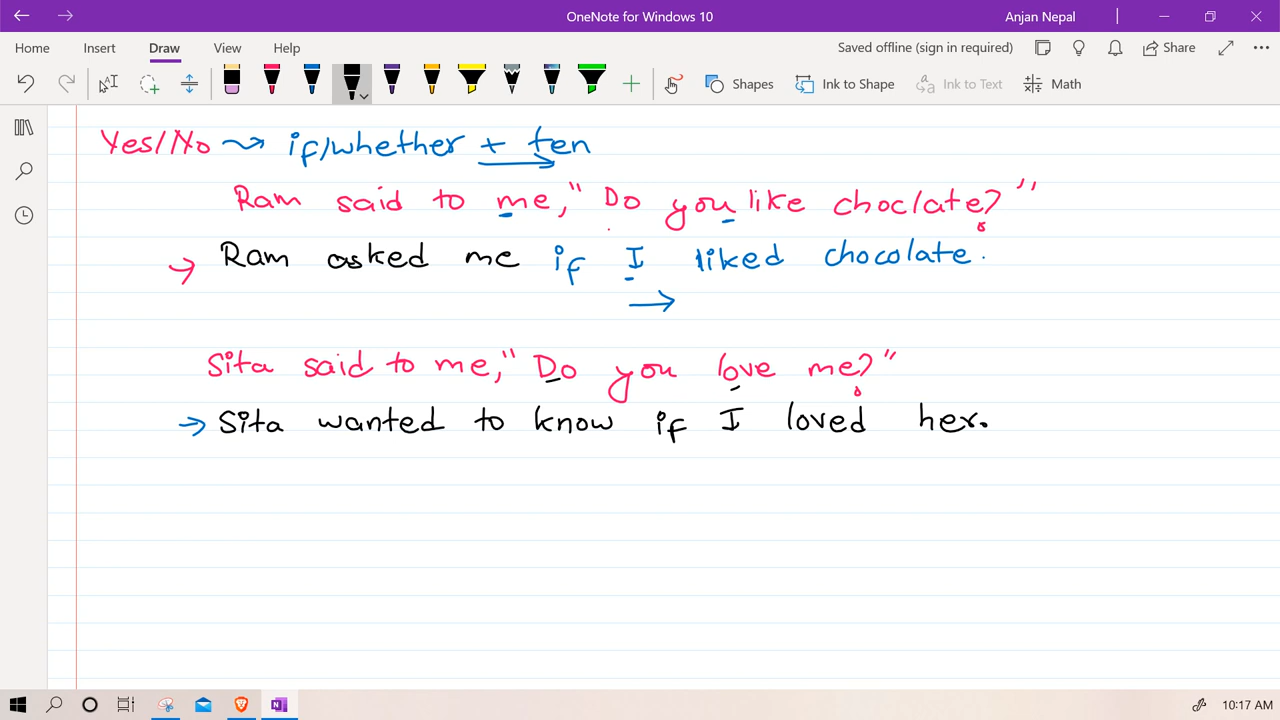 OneNote for Windows 10
Anjan Nepal
Home Insert Draw View Help
Saved offline (sign in required)
Share
Shapes
Ink to Shape
Ink to Text
Math
Yes/No → if/whether + ten
Ram said to me," Do you like choclate?"
→ Ram asked me if I liked chocolate.
Sita said to me," Do you love me?"
→ Sita wanted to know if I loved her.
10:17 AM